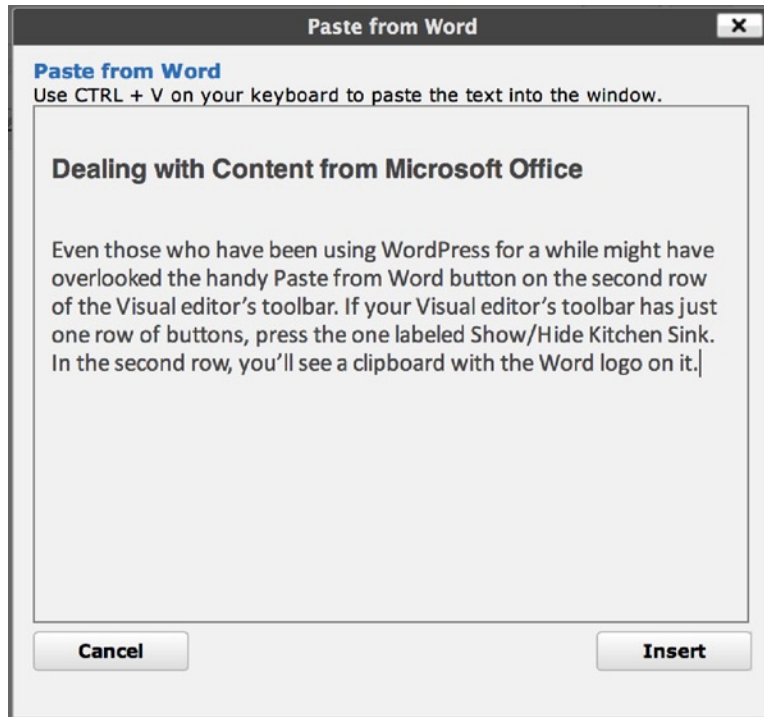 Paste from Word
Paste from Word
Use CTRL + V on your keyboard to paste the text into the window.
Dealing with Content from Microsoft Office
Even those who have been using WordPress for a while might have
overlooked the handy Paste from Word button on the second row
of the Visual editor’s toolbar. If your Visual editor’s toolbar has just
one row of buttons, press the one labeled Show/Hide Kitchen Sink.
In the second row, you’ll see a clipboard with the Word logo on it.
Cancel
Insert